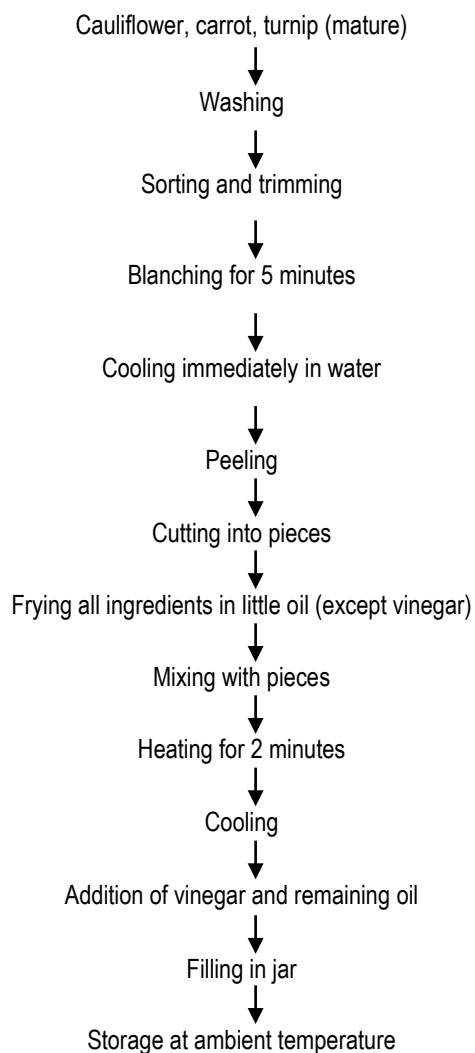 Cauliflower, carrot, turnip (mature)
Washing
Sorting and trimming
Blanching for 5 minutes
Cooling immediately in water
Peeling
Cutting into pieces
Frying all ingredients in little oil (except vinegar)
Mixing with pieces
Heating for 2 minutes
Cooling
Addition of vinegar and remaining oil
Filling in jar
Storage at ambient temperature